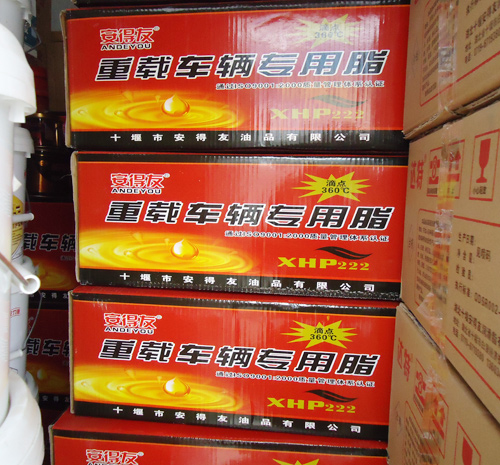 安得友
ANDEYOU
滴点
360℃
重载车辆专用脂
通过ISO9001:2000质量管理体系认证
XHP222
十堰市安得友油品有限公司
安得友
ANDEYOU
滴点
360℃
重载车辆专用脂
通过ISO9001:2000质量管理体系认证
XHP222
十堰市安得友油品有限公司
安得友
ANDEYOU
滴点
360℃
重载车辆专用脂
通过ISO9001:2000质量管理体系认证
XHP222
十堰市安得友油品有限公司
安得友
ANDEYOU